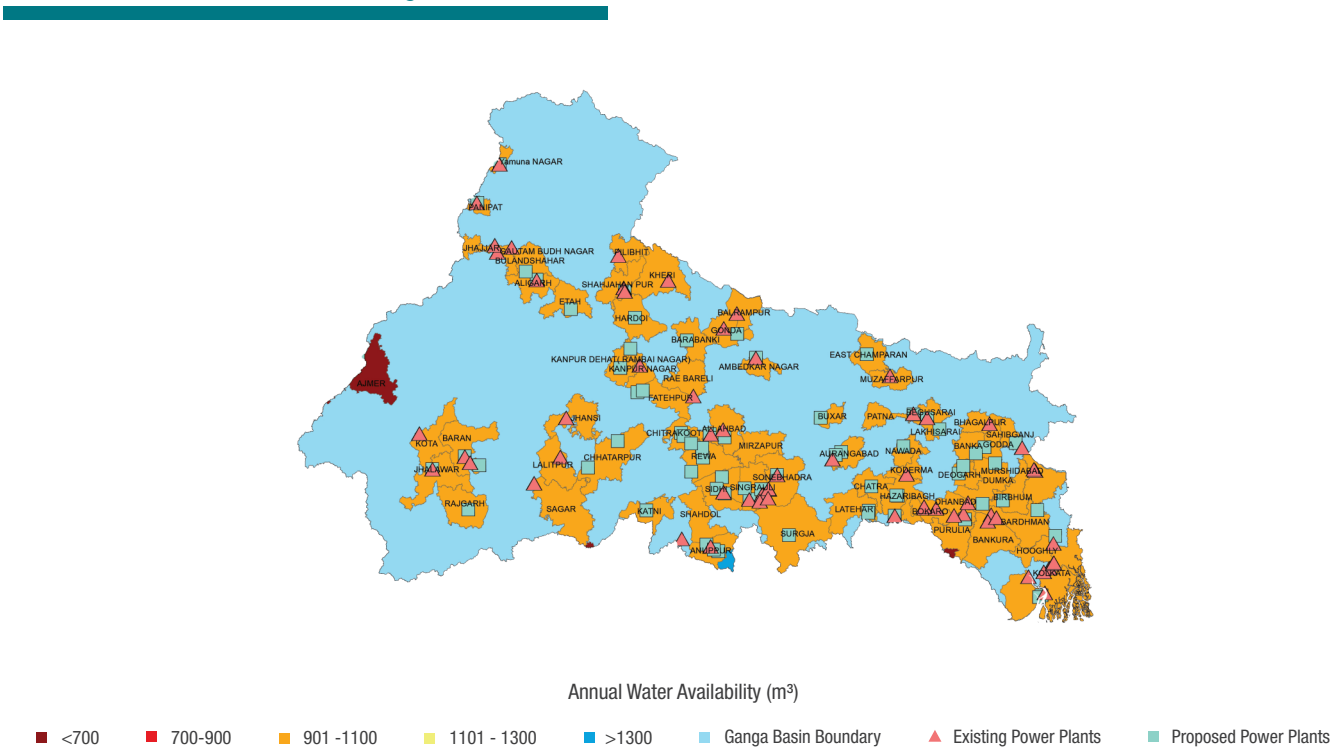 Yamuna NAGAR
PANIPAT
JHAJJAR
GAUTAM BUDH NAGAR
BULANDSHAHAR
PILIBHIT
KHERI
ALIGARH
SHAHJAHAN PUR
ETAH
BALRAMPUR
HARDOI
GONDA
BARABANKI
EAST CHAMPARAN
KANPUR DEHAT( RAMBAI NAGAR)
KANPUR NAGAR
AMBEDKAR NAGAR
RAE BARELI
MUZAFFARPUR
AJMER
FATEHPUR
JHANSI
BUXAR
PATNA
BEGUSARAI
BHAGALPUR
KOTA
BARAN
CHITRAKOOT
ALLAHBAD
LAKHISARAI
SAHIBGANJ
MIRZAPUR
BANKA
GODDA
NAWADA
REWA
AURANGABAD
CHHATARPUR
LALITPUR
JHALAWAR
KODERMA
DEOGARH
MURSHIDABAD
SONEBHADRA
DUMKA
SIDHI
SINGRAULI
CHATRA
HAZARIBAGH
BIRBHUM
RAJGARH
SAGAR
KATNI
SHAHDOL
LATEHAR
BOKARO
DHANBAD
BARDHMAN
PURULIA
SURGJA
BANKURA
ANUPPUR
HOOGHLY
KOLKATA
Annual Water Availability (m³)
<700 700-900 901 -1100 1101 - 1300 >1300 Ganga Basin Boundary Existing Power Plants Proposed Power Plants